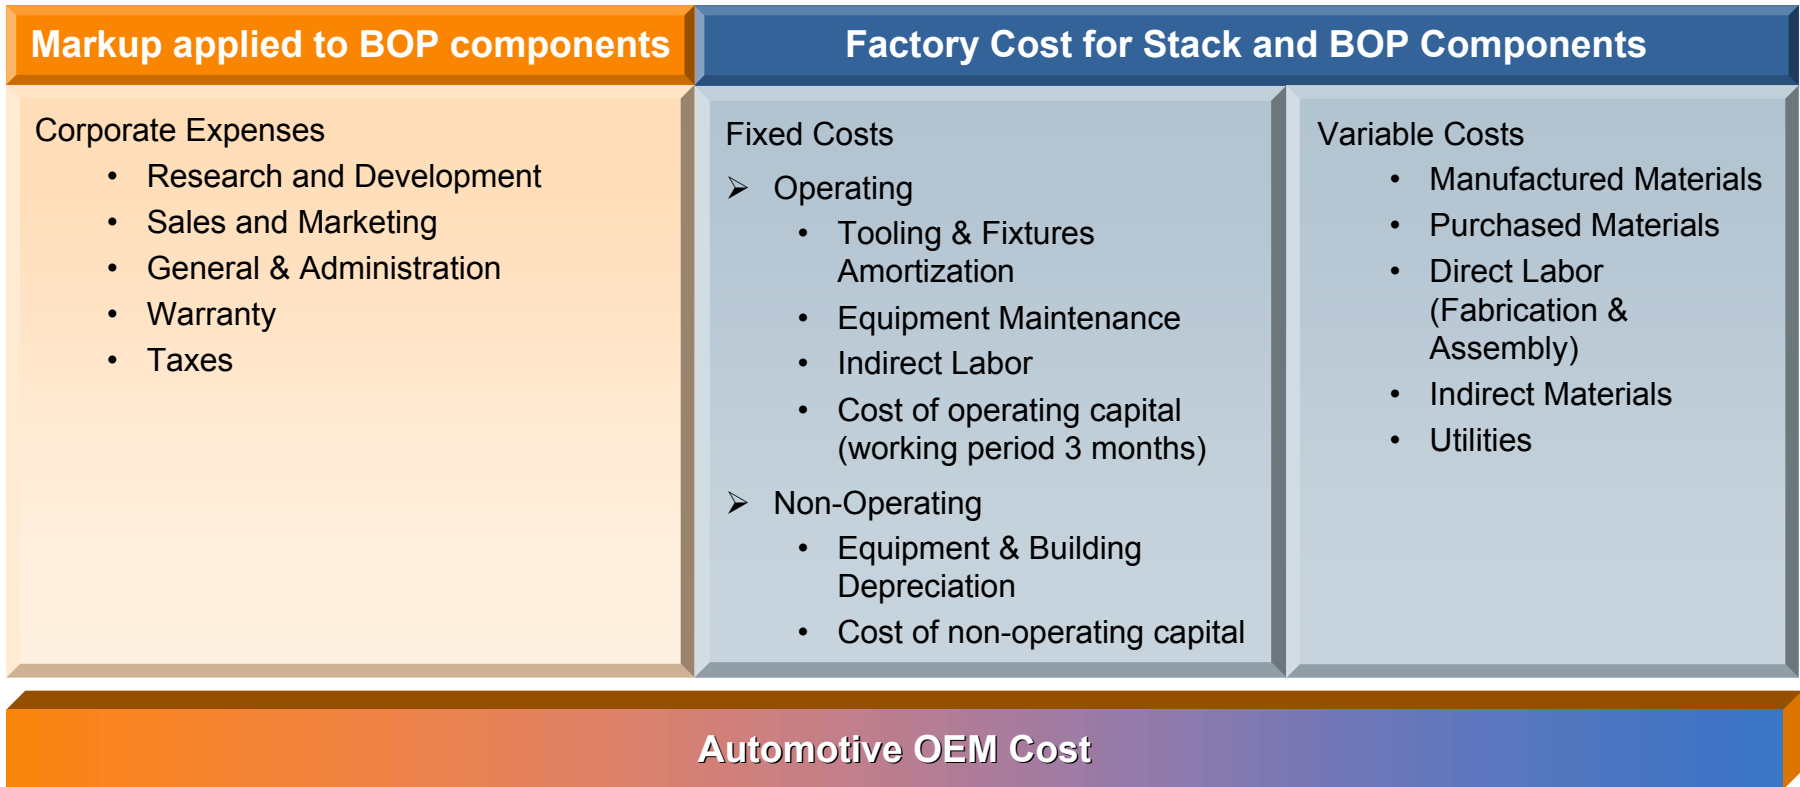 Markup applied to BOP components
Factory Cost for Stack and BOP Components
Corporate Expenses
• Research and Development
• Sales and Marketing
• General & Administration
• Warranty
• Taxes
Fixed Costs
➢ Operating
• Tooling & Fixtures
Amortization
• Equipment Maintenance
• Indirect Labor
• Cost of operating capital
(working period 3 months)
➢ Non-Operating
• Equipment & Building
Depreciation
• Cost of non-operating capital
Variable Costs
• Manufactured Materials
• Purchased Materials
• Direct Labor
(Fabrication &
Assembly)
• Indirect Materials
• Utilities
Automotive OEM Cost